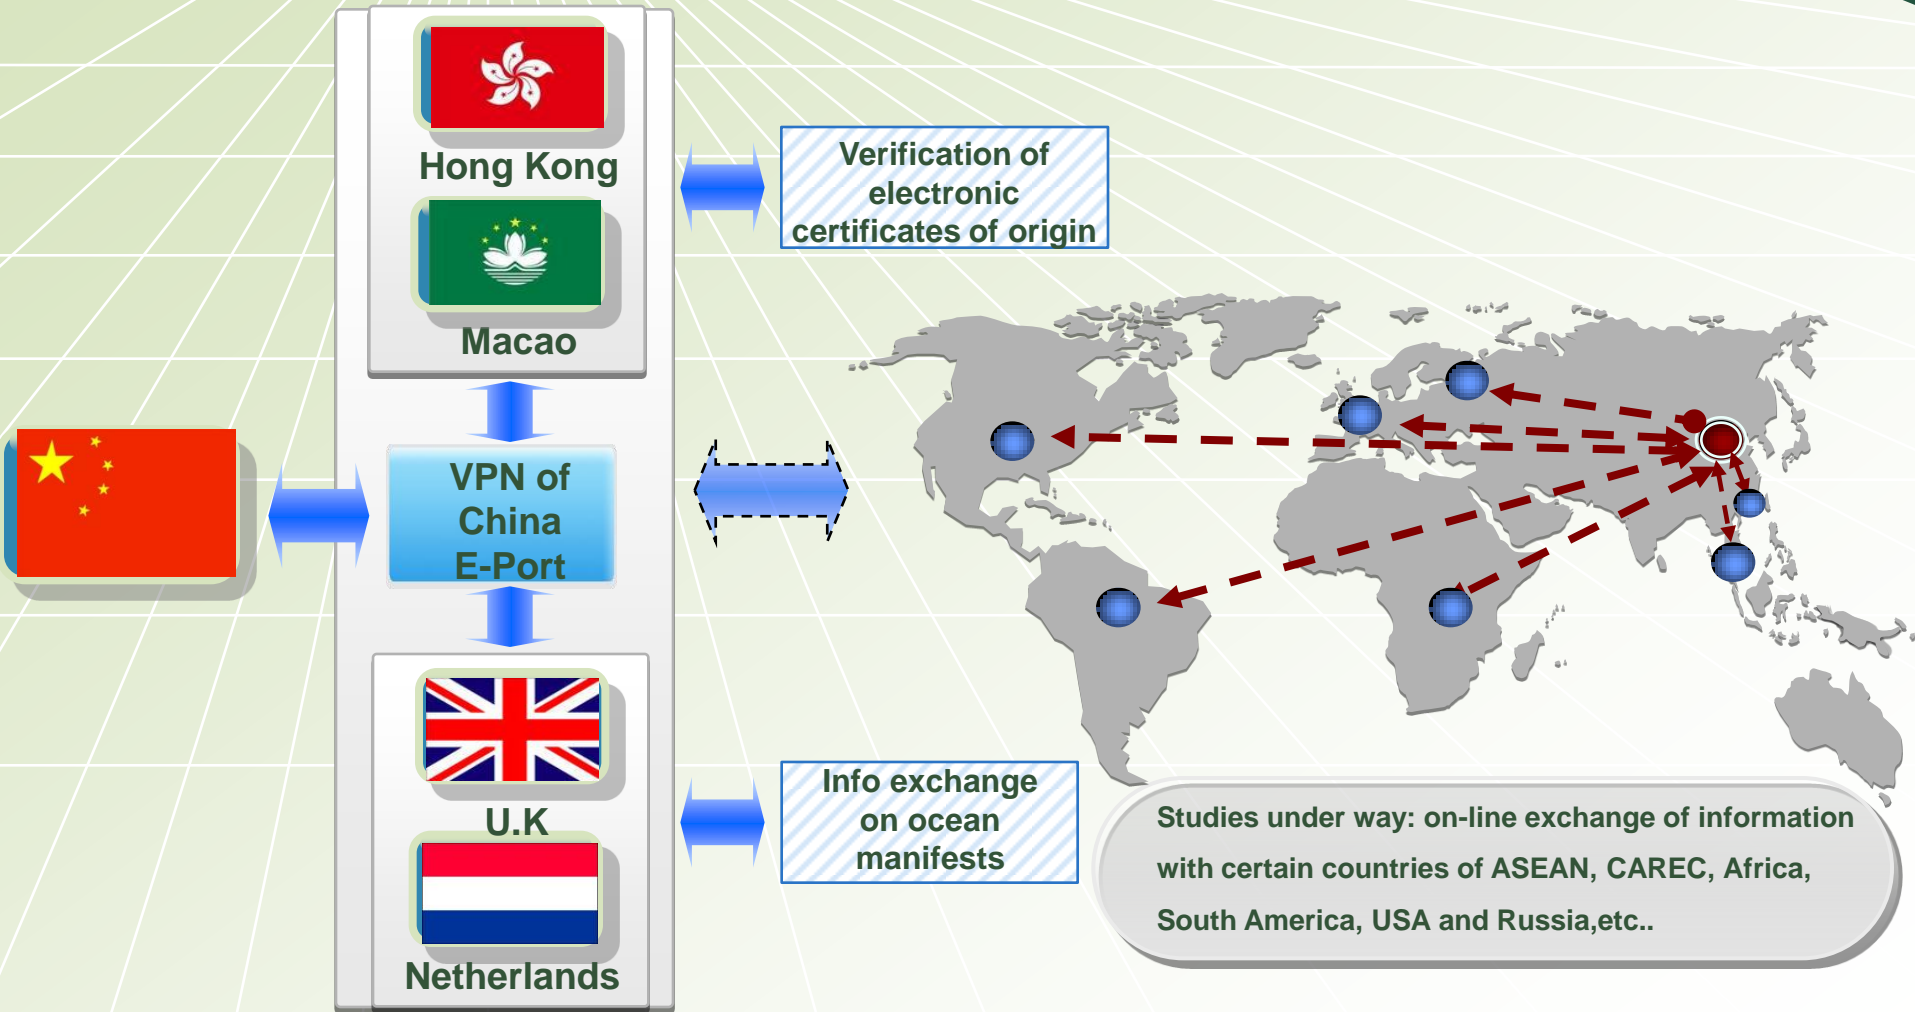 Hong Kong
Macao
VPN of
China
E-Port
U.K
Netherlands
Verification of
electronic
certificates of origin
Info exchange
on ocean
manifests
Studies under way: on-line exchange of information
with certain countries of ASEAN, CAREC, Africa,
South America, USA and Russia,etc..